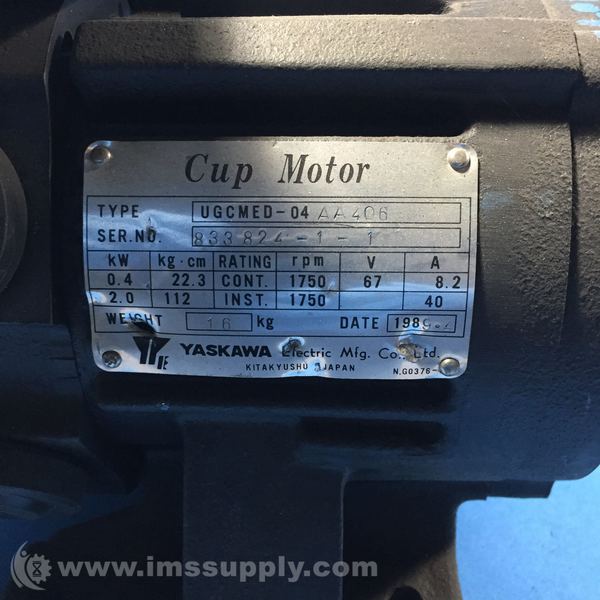 Cup Motor
TYPE UGCMED-04 AA406
SER.NO. 833824-1-1
kW kg·cm RATING rpm V A
0.4 22.3 CONT. 1750 67 8.2
2.0 112 INST. 1750 40
WEIGHT 16 kg DATE 198
YASKAWA Electric Mfg. Co., Ltd.
KITAKYUSHU JAPAN N.G0376-
www.imssupply.com